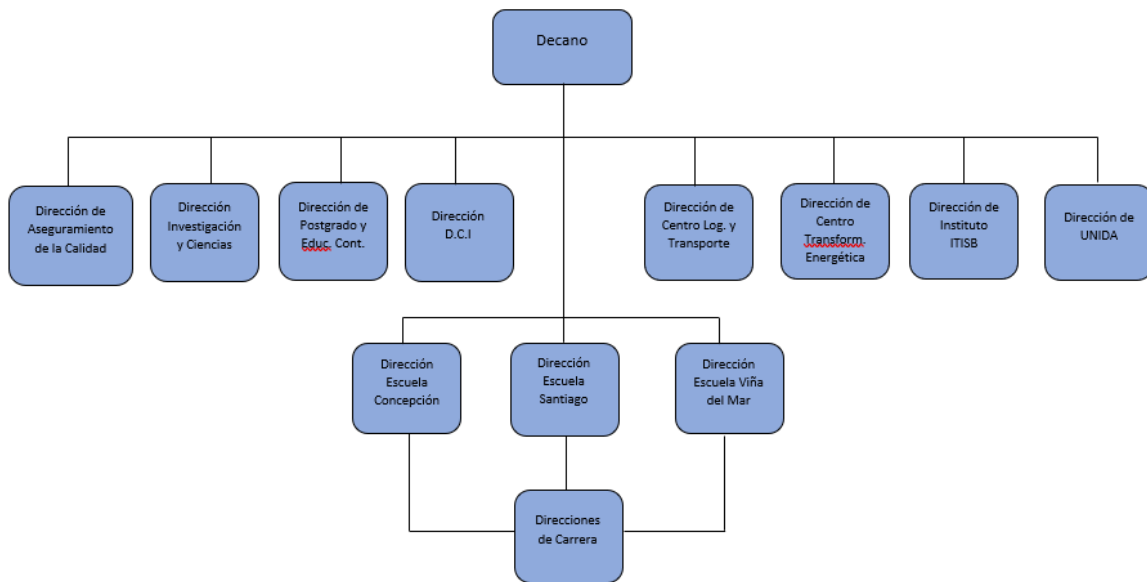 Decano
Dirección de
Aseguramiento
de la Calidad
Dirección
Investigación
y Ciencias
Dirección de
Postgrado y
Educ. Cont.
Dirección
D.C.I
Dirección de
Centro Log. y
Transporte
Dirección de
Centro
Transform.
Energética
Dirección de
Instituto
ITISB
Dirección de
UNIDA
Dirección
Escuela
Concepción
Dirección
Escuela
Santiago
Dirección
Escuela Viña
del Mar
Direcciones
de Carrera